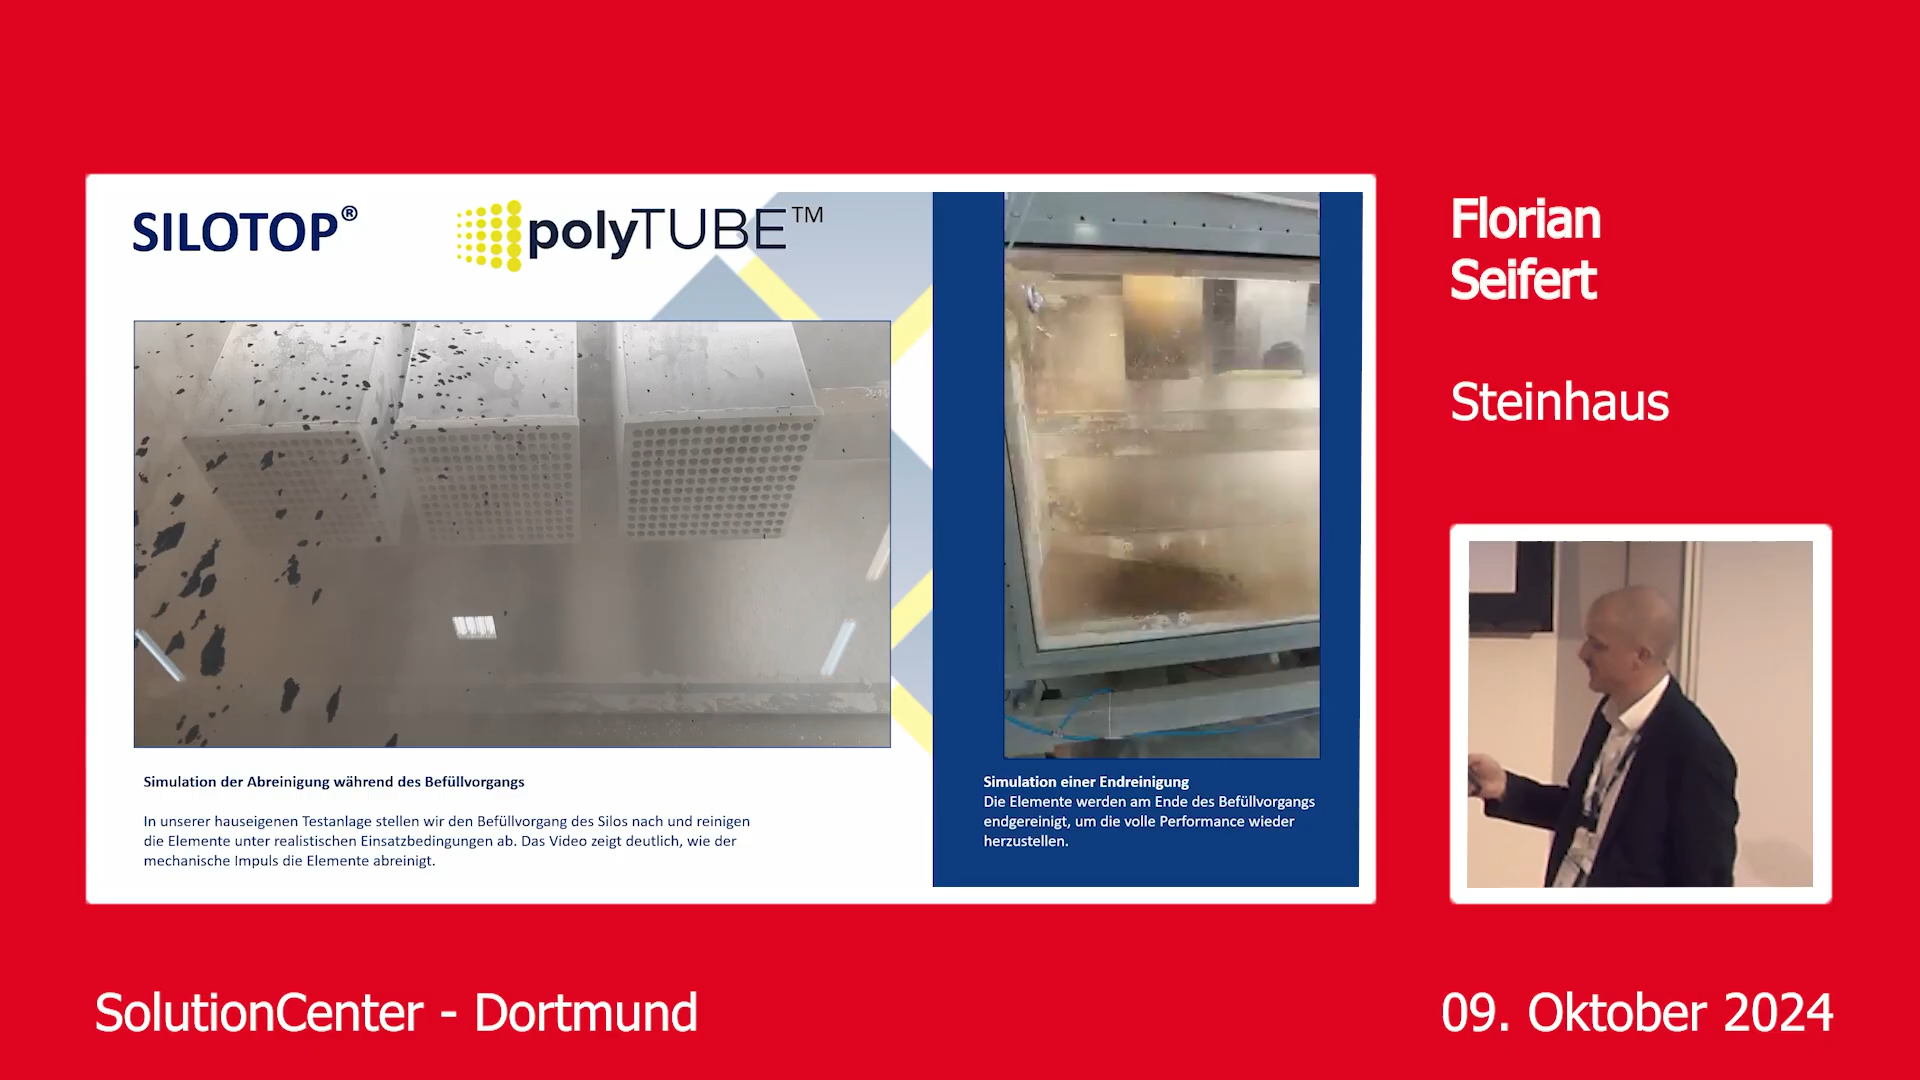 SILOTOP®
polyTUBE™
Simulation der Abreinigung während des Befüllvorgangs
In unserer hauseigenen Testanlage stellen wir den Befüllvorgang des Silos nach und reinigen
die Elemente unter realistischen Einsatzbedingungen ab. Das Video zeigt deutlich, wie der
mechanische Impuls die Elemente abreinigt.
Simulation einer Endreinigung
Die Elemente werden am Ende des Befüllvorgangs
endgereinigt, um die volle Performance wieder
herzustellen.
Florian
Seifert
Steinhaus
SolutionCenter - Dortmund
09. Oktober 2024